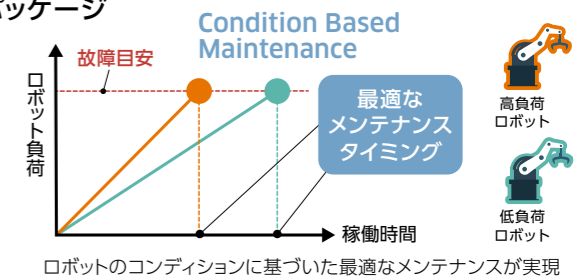 パッケージ
Condition Based
Maintenance
故障目安
ロボット負荷
最適な
メンテナンス
タイミング
高負荷
ロボット
低負荷
ロボット
稼働時間
ロボットのコンディションに基づいた最適なメンテナンスが実現